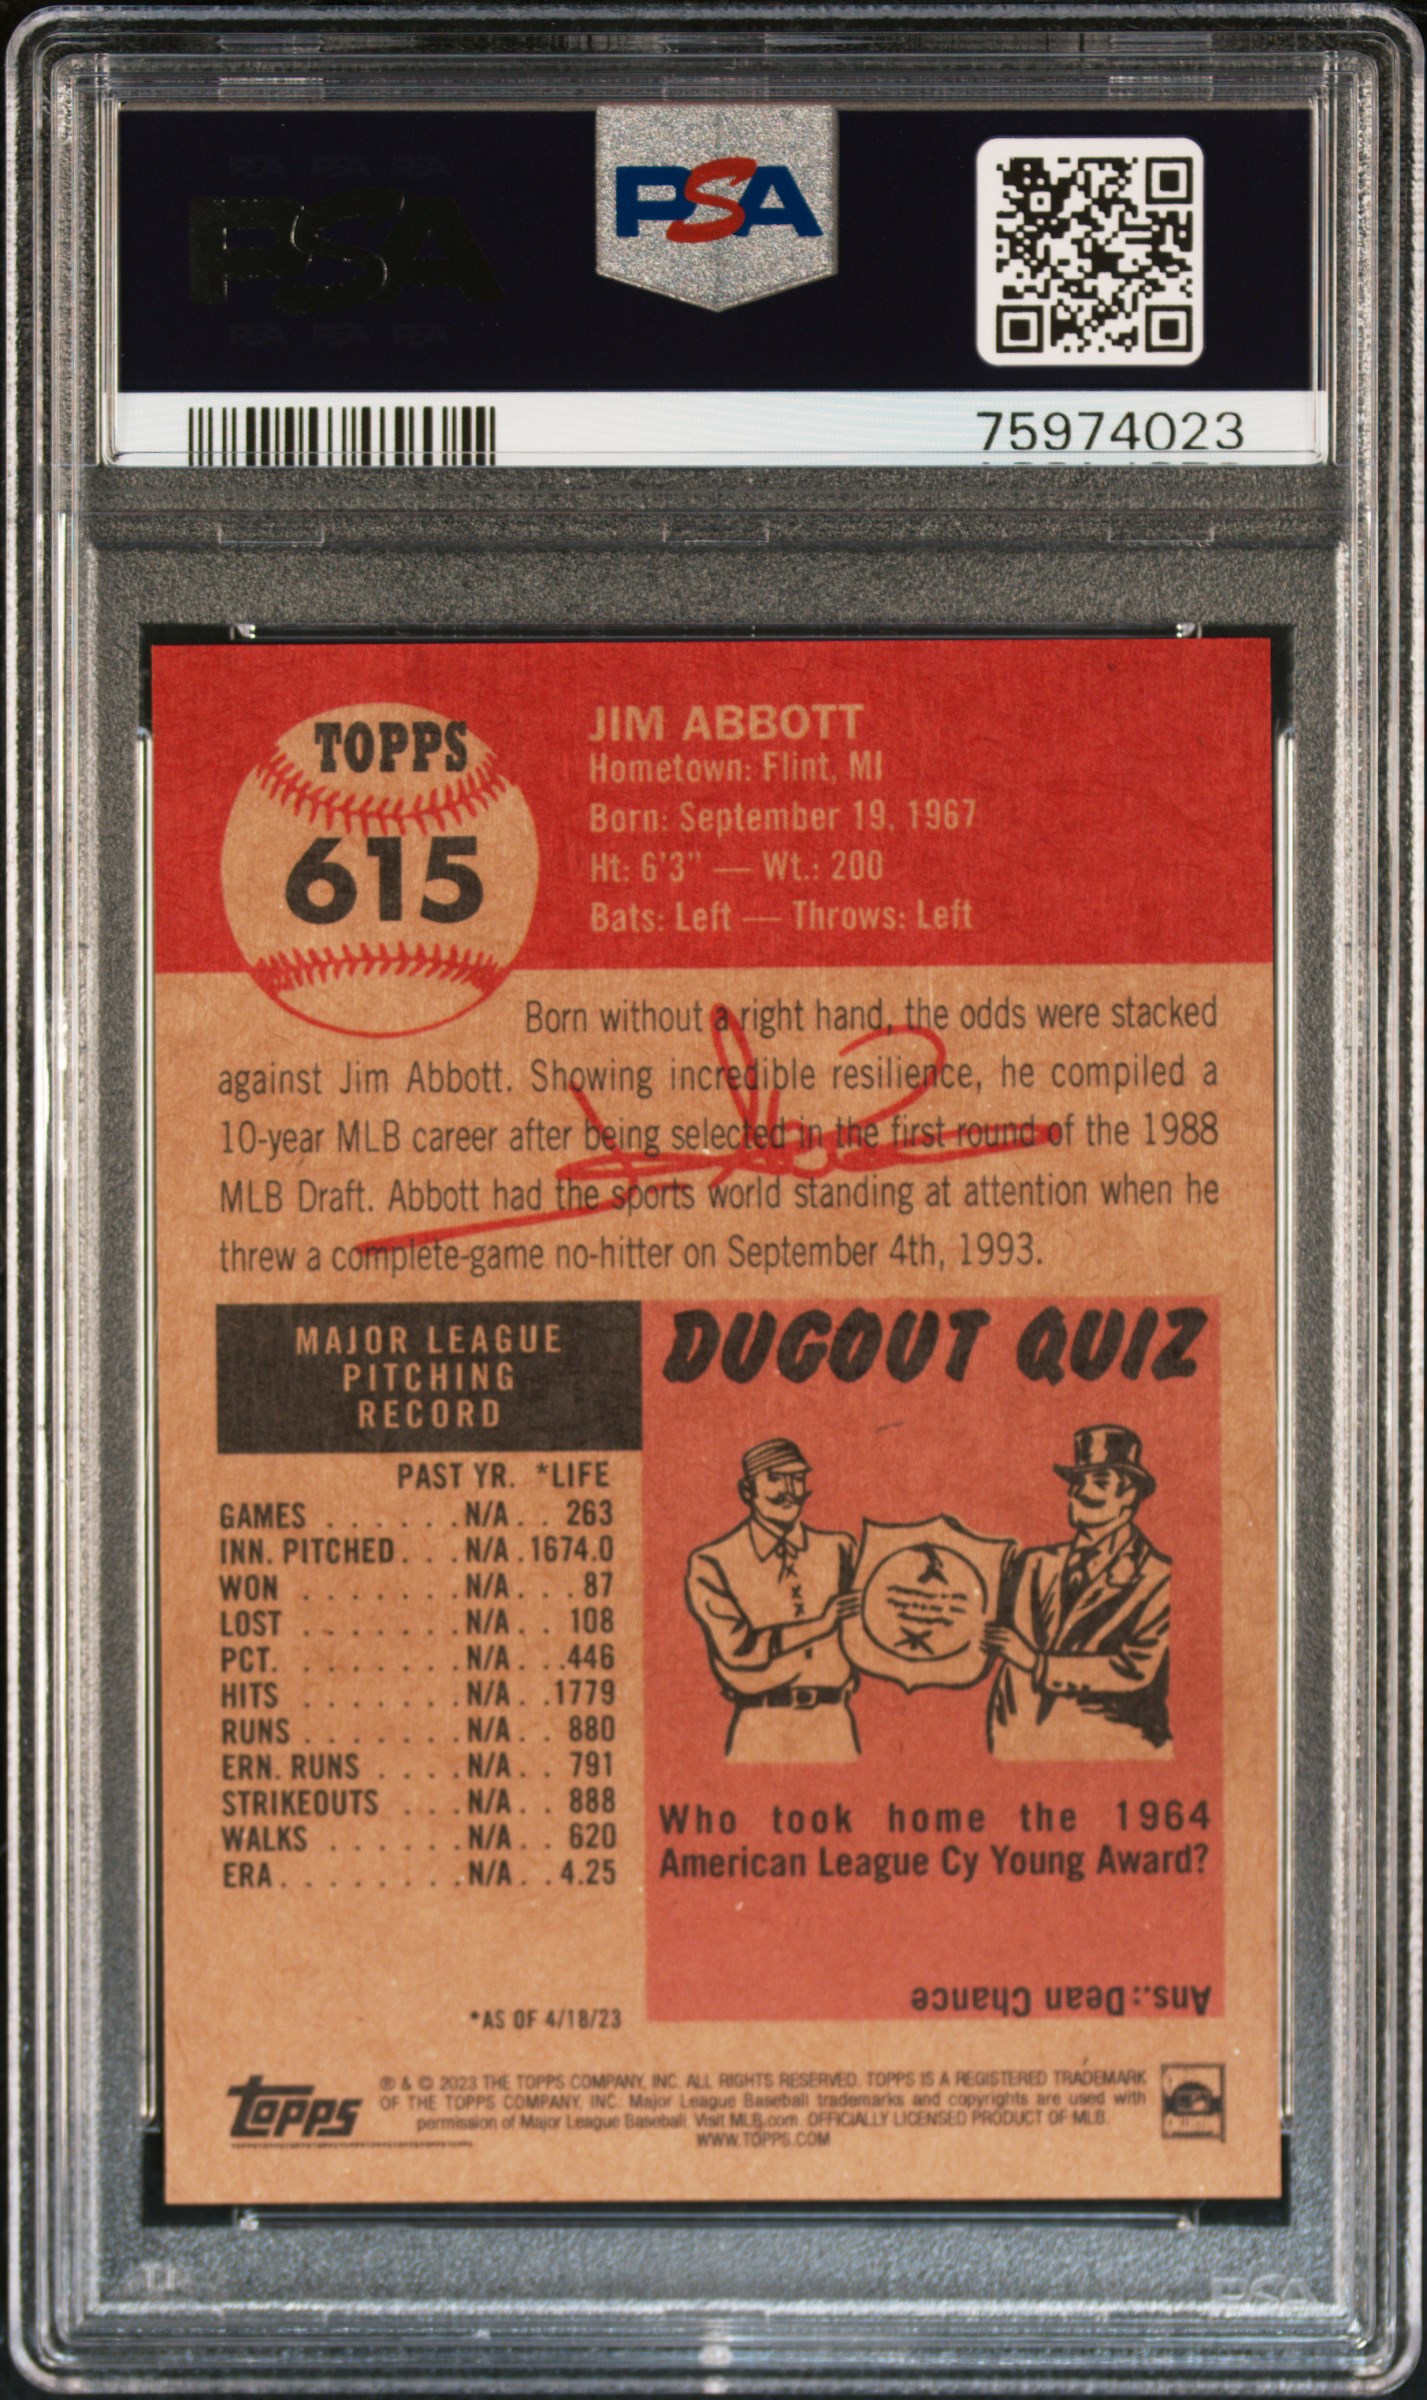 PSA PSA PSA
PSA
PSA PSA PSA
PSA
75974023
TOPPS
615
JIM ABBOTT
Hometown: Flint, MI
Born: September 19, 1967
Ht: 6'3" — Wt.: 200
Bats: Left — Throws: Left
Born without a right hand, the odds were stacked
against Jim Abbott. Showing incredible resilience, he compiled a
10-year MLB career after being selected in the first round of the 1988
MLB Draft. Abbott had the sports world standing at attention when he
threw a complete-game no-hitter on September 4th, 1993.
MAJOR LEAGUE
PITCHING
RECORD
PAST YR. *LIFE
GAMES . . . . . . .N/A. . . 263
INN. PITCHED. . . .N/A .1674.0
WON . . . . . . . .N/A. . . . 87
LOST . . . . . . . .N/A. . . 108
PCT. . . . . . . . .N/A. . ..446
HITS . . . . . . . .N/A. . .1779
RUNS . . . . . . . .N/A. . . 880
ERN. RUNS . . . . .N/A. . . 791
STRIKEOUTS . . . .N/A. . . 888
WALKS . . . . . . .N/A. . . 620
ERA. . . . . . . . .N/A. . .4.25
*AS OF 4/18/23
DUGOUT QUIZ
Who took home the 1964
American League Cy Young Award?
Ans.: Dean Chance
topps
® & © 2023 THE TOPPS COMPANY, INC. ALL RIGHTS RESERVED. TOPPS IS A REGISTERED TRADEMARK
OF THE TOPPS COMPANY, INC. Major League Baseball trademarks and copyrights are used with
permission of Major League Baseball. Visit MLB.com. OFFICIALLY LICENSED PRODUCT OF MLB.
WWW.TOPPS.COM
PSA